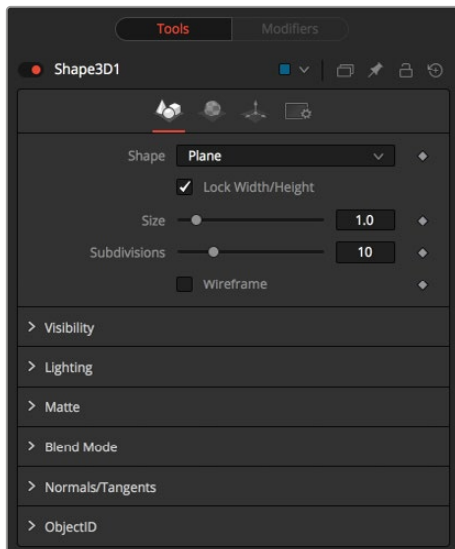 Tools Modifiers
Shape3D1
Shape Plane
Lock Width/Height
Size 1.0
Subdivisions 10
Wireframe
Visibility
Lighting
Matte
Blend Mode
Normals/Tangents
ObjectID